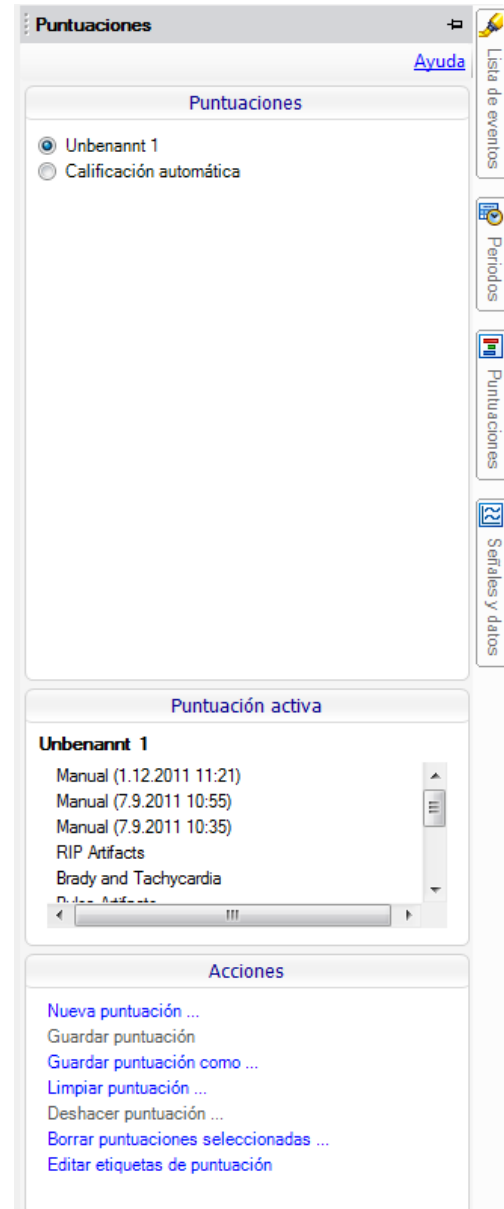 Puntuaciones
Ayuda
Puntuaciones
Unbenannt 1
Calificación automática
Puntuación activa
Unbenannt 1
Manual (1.12.2011 11:21)
Manual (7.9.2011 10:55)
Manual (7.9.2011 10:35)
RIP Artifacts
Brady and Tachycardia
Acciones
Nueva puntuación ...
Guardar puntuación
Guardar puntuación como ...
Limpiar puntuación ...
Deshacer puntuación ...
Borrar puntuaciones seleccionadas ...
Editar etiquetas de puntuación
Lista de eventos
Periodos
Puntuaciones
Señales y datos